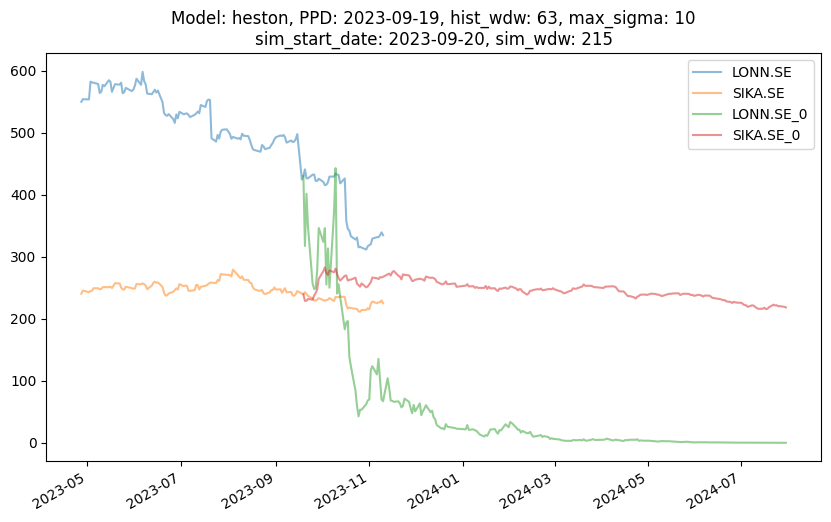 Model: heston, PPD: 2023-09-19, hist_wdw: 63, max_sigma: 10
sim_start_date: 2023-09-20, sim_wdw: 215
LONN.SE
SIKA.SE
LONN.SE_0
SIKA.SE_0
600
500
400
300
200
100
0
2023-05
2023-07
2023-09
2023-11
2024-01
2024-03
2024-05
2024-07